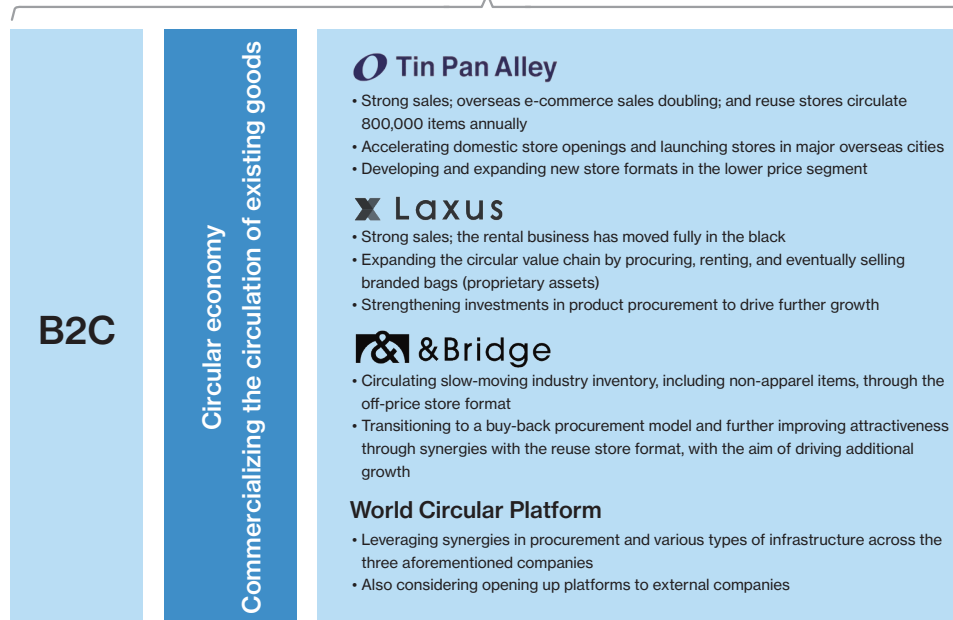 B2C
Circular economy
Commercializing the circulation of existing goods
Tin Pan Alley
• Strong sales; overseas e-commerce sales doubling; and reuse stores circulate
800,000 items annually
• Accelerating domestic store openings and launching stores in major overseas cities
• Developing and expanding new store formats in the lower price segment
Laxus
• Strong sales; the rental business has moved fully in the black
• Expanding the circular value chain by procuring, renting, and eventually selling
branded bags (proprietary assets)
• Strengthening investments in product procurement to drive further growth
& &Bridge
• Circulating slow-moving industry inventory, including non-apparel items, through the
off-price store format
• Transitioning to a buy-back procurement model and further improving attractiveness
through synergies with the reuse store format, with the aim of driving additional
growth
World Circular Platform
• Leveraging synergies in procurement and various types of infrastructure across the
three aforementioned companies
• Also considering opening up platforms to external companies